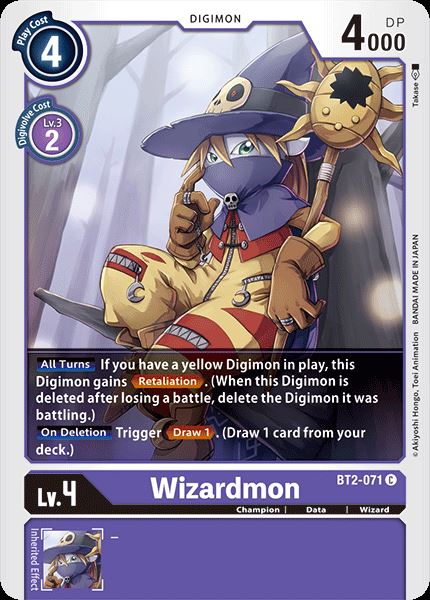 Play Cost
4
DIGIMON
4000 DP
Digivolve Cost
Lv.3
2
Takase
All Turns If you have a yellow Digimon in play, this
Digimon gains Retaliation. (When this Digimon is
deleted after losing a battle, delete the Digimon it was
battling.)
On Deletion Trigger Draw 1. (Draw 1 card from your
deck.)
© Akiyoshi Hongo, Toei Animation BANDAI MADE IN JAPAN
Lv.4
Wizardmon
BT2-071 C
Champion | Data | Wizard
Inherited Effect
–